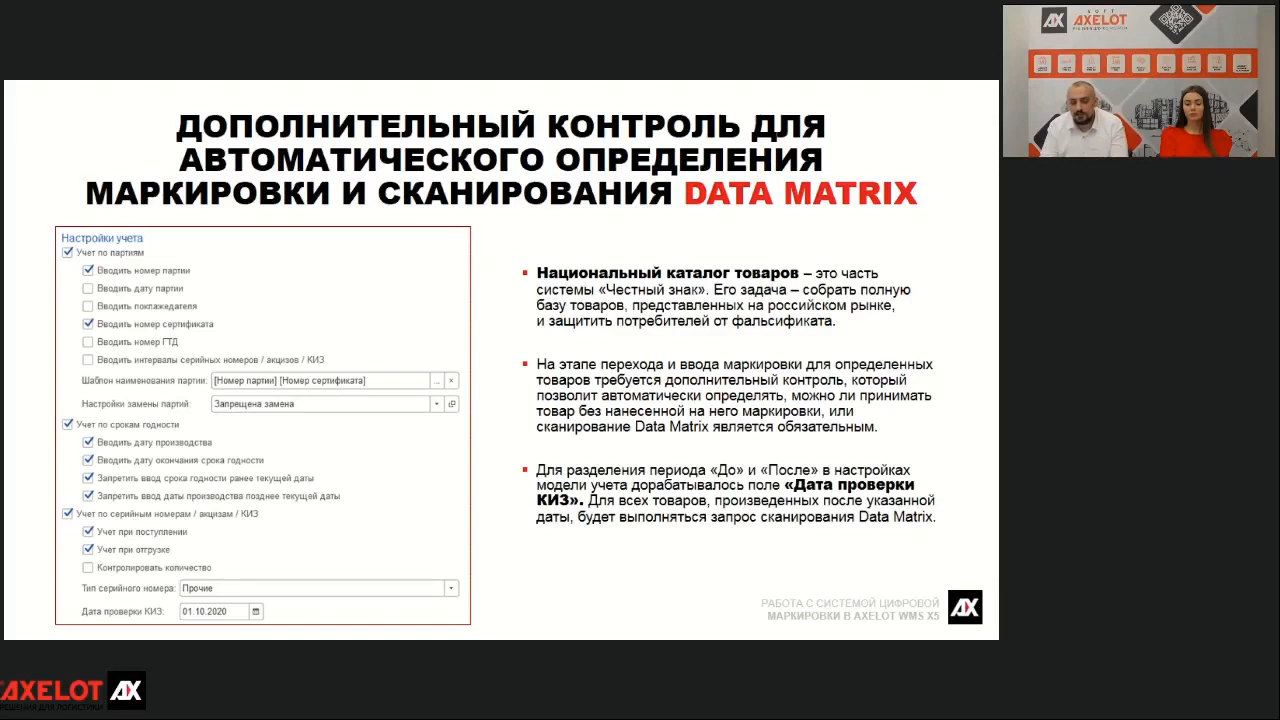 SOFT
AXELOT
ДОПОЛНИТЕЛЬНЫЙ КОНТРОЛЬ ДЛЯ
АВТОМАТИЧЕСКОГО ОПРЕДЕЛЕНИЯ
МАРКИРОВКИ И СКАНИРОВАНИЯ DATA MATRIX
Настройки учета
Учет по партиям
Вводить номер партии
Вводить дату партии
Вводить поклажедателя
Вводить номер сертификата
Вводить номер ГТД
Вводить интервалы серийных номеров / акцизов / КИЗ
Шаблон наименования партии: [Номер партии] [Номер сертификата] ... ×
Настройки замены партий: Запрещена замена
Учет по срокам годности
Вводить дату производства
Вводить дату окончания срока годности
Запретить ввод срока годности ранее текущей даты
Запретить ввод даты производства позднее текущей даты
Учет по серийным номерам / акцизам / КИЗ
Учет при поступлении
Учет при отгрузке
Контролировать количество
Тип серийного номера: Прочие
Дата проверки КИЗ: 01.10.2020
Национальный каталог товаров – это часть
системы «Честный знак». Его задача – собрать полную
базу товаров, представленных на российском рынке,
и защитить потребителей от фальсификата.
На этапе перехода и ввода маркировки для определенных
товаров требуется дополнительный контроль, который
позволит автоматически определять, можно ли принимать
товар без нанесенной на него маркировки, или
сканирование Data Matrix является обязательным.
Для разделения периода «До» и «После» в настройках
модели учета дорабатывалось поле «Дата проверки
КИЗ». Для всех товаров, произведенных после указанной
даты, будет выполняться запрос сканирования Data Matrix.
РАБОТА С СИСТЕМОЙ ЦИФРОВОЙ
МАРКИРОВКИ В AXELOT WMS X5
AXELOT
РЕШЕНИЯ ДЛЯ ЛОГИСТИКИ